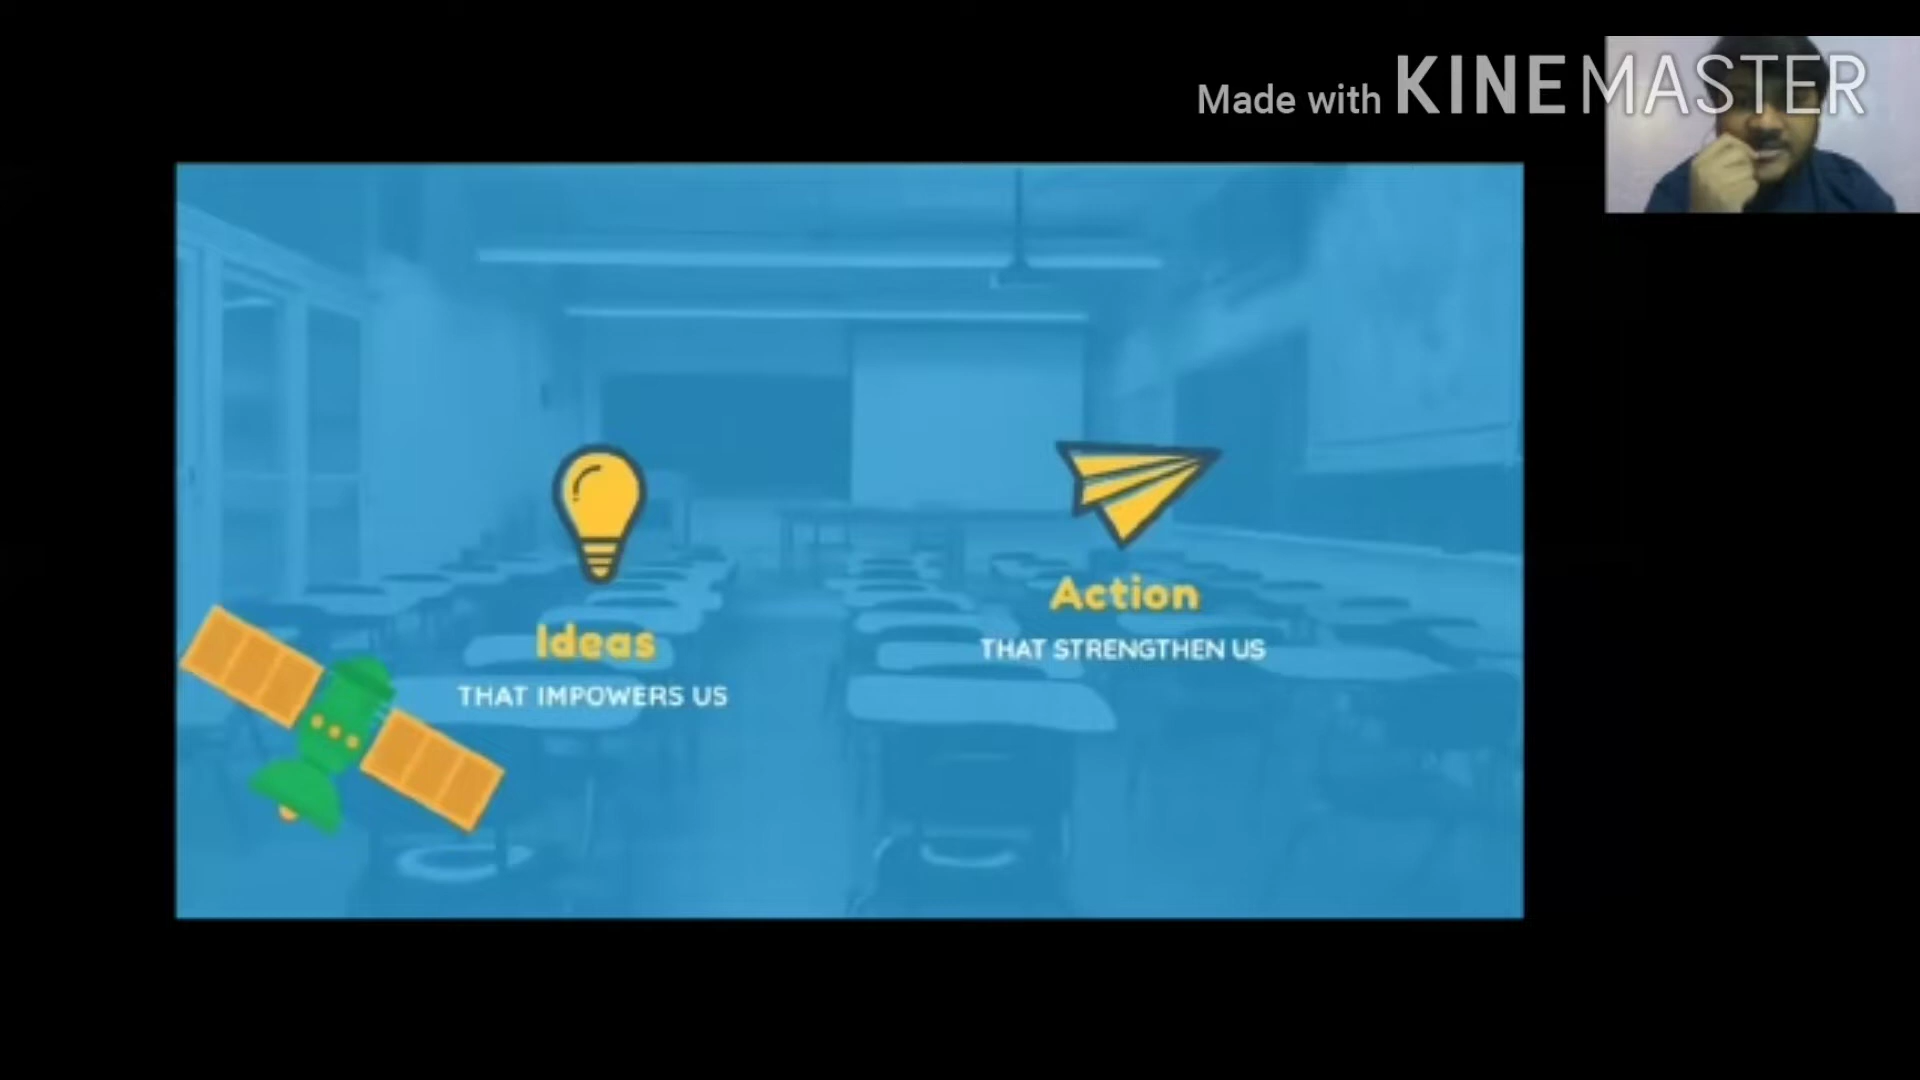 Made with KINEMASTER
Ideas
THAT IMPOWERS US
Action
THAT STRENGTHEN US